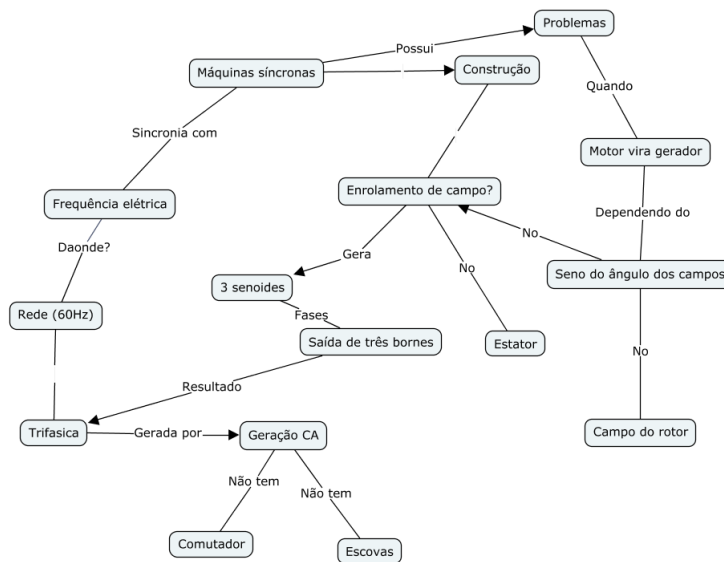 Problemas
Possui
Máquinas síncronas
Construção
Quando
Sincronia com
Motor vira gerador
Enrolamento de campo?
Frequência elétrica
Dependendo do
No
Daonde?
Gera
No
Seno do ângulo dos campos
3 senoides
Rede (60Hz)
Fases
Saída de três bornes
Estator
No
Resultado
Trifasica
Gerada por
Geração CA
Campo do rotor
Não tem
Não tem
Comutador
Escovas